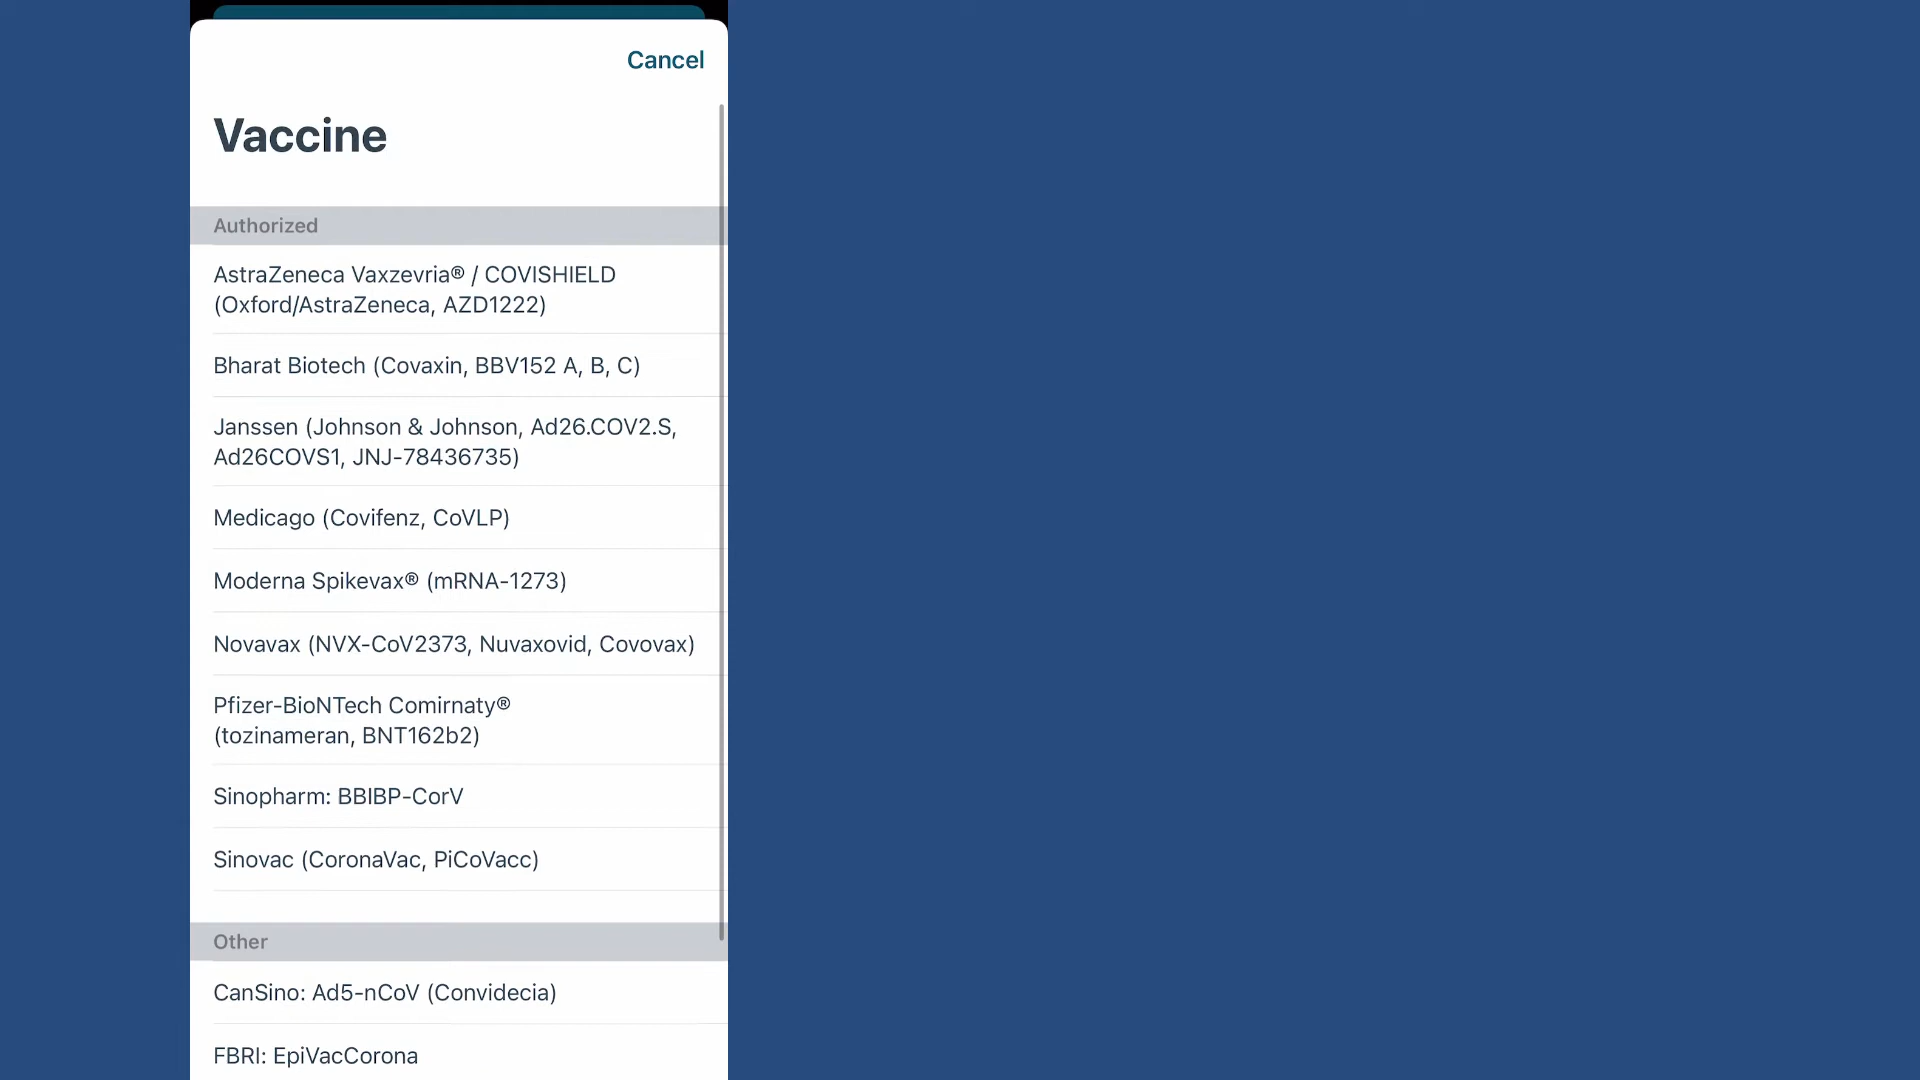 Cancel
Vaccine
Authorized
AstraZeneca Vaxzevria® / COVISHIELD
(Oxford/AstraZeneca, AZD1222)
Bharat Biotech (Covaxin, BBV152 A, B, C)
Janssen (Johnson & Johnson, Ad26.COV2.S,
Ad26COVS1, JNJ-78436735)
Medicago (Covifenz, CoVLP)
Moderna Spikevax® (mRNA-1273)
Novavax (NVX-CoV2373, Nuvaxovid, Covovax)
Pfizer-BioNTech Comirnaty®
(tozinameran, BNT162b2)
Sinopharm: BBIBP-CorV
Sinovac (CoronaVac, PiCoVacc)
Other
CanSino: Ad5-nCoV (Convidecia)
FBRI: EpiVacCorona